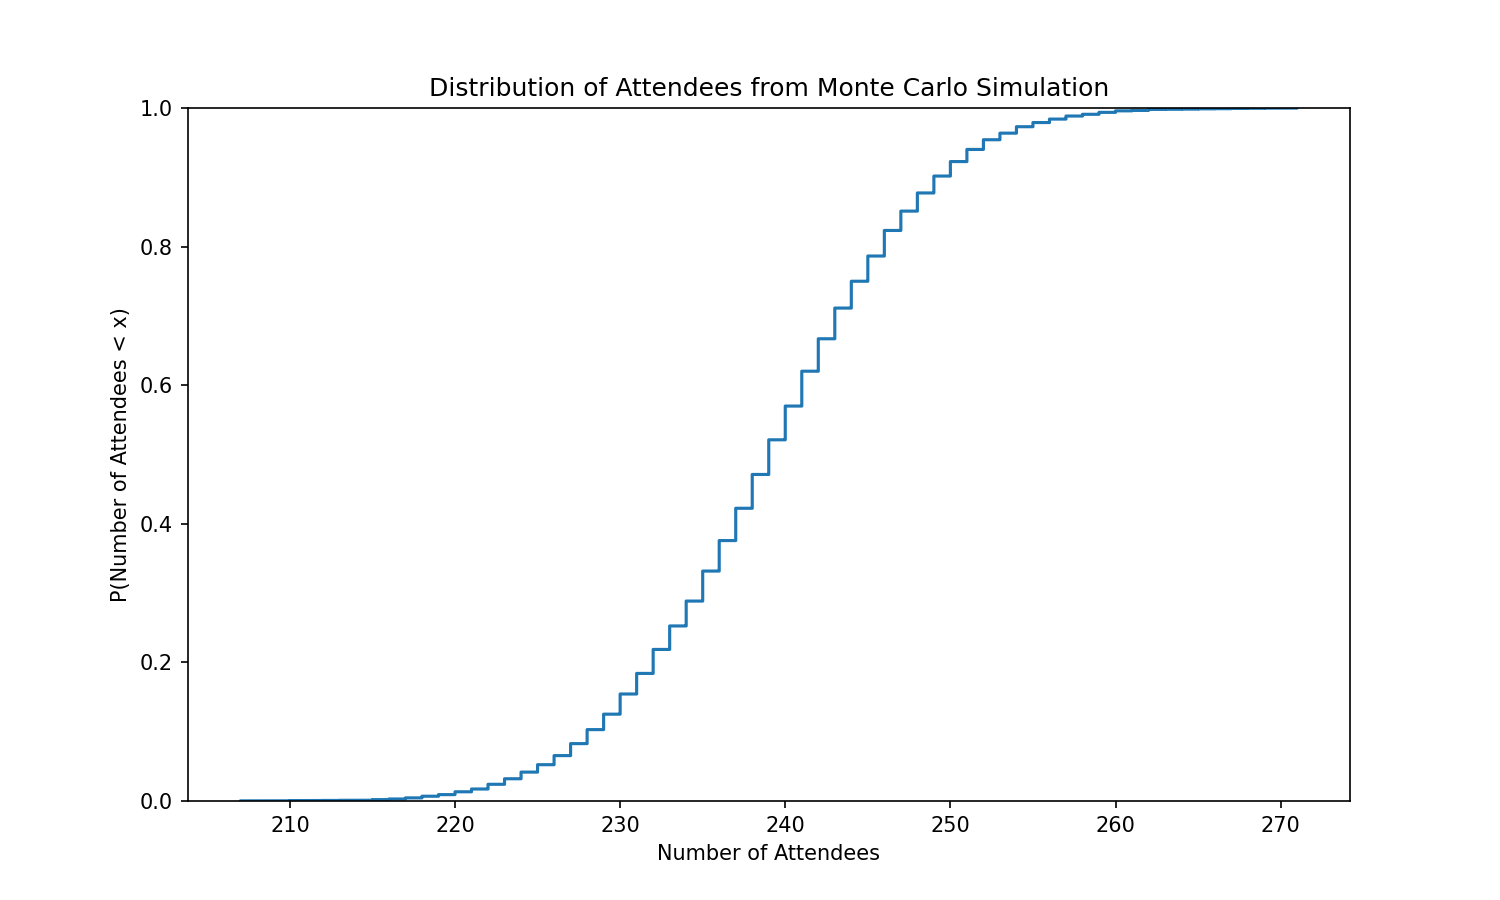 Distribution of Attendees from Monte Carlo Simulation
1.0
0.8
0.6
0.4
0.2
0.0
P(Number of Attendees < x)
210 220 230 240 250 260 270
Number of Attendees